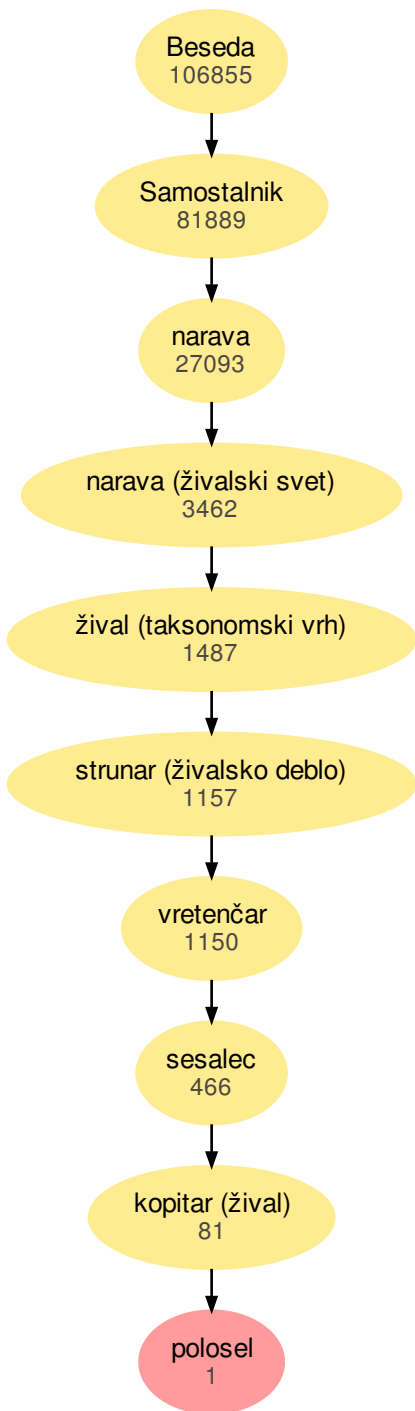 Beseda
106855
Samostalnik
81889
narava
27093
narava (živalski svet)
3462
žival (taksonomski vrh)
1487
strunar (živalsko deblo)
1157
vretenčar
1150
sesalec
466
kopitar (žival)
81
polosel
1